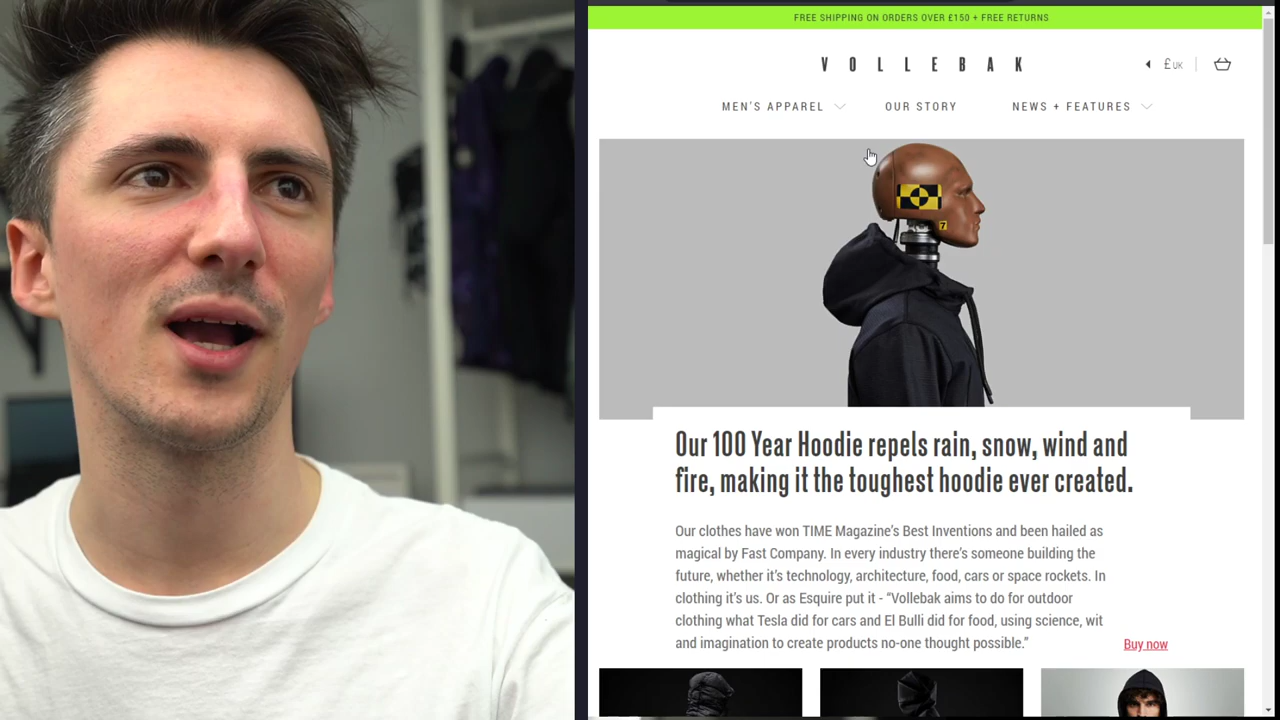 FREE SHIPPING ON ORDERS OVER £150 + FREE RETURNS
VOLLEBAK
£ UK
MEN'S APPAREL
OUR STORY
NEWS + FEATURES
7
Our 100 Year Hoodie repels rain, snow, wind and
fire, making it the toughest hoodie ever created.
Our clothes have won TIME Magazine's Best Inventions and been hailed as
magical by Fast Company. In every industry there's someone building the
future, whether it's technology, architecture, food, cars or space rockets. In
clothing it's us. Or as Esquire put it - “Vollebak aims to do for outdoor
clothing what Tesla did for cars and El Bulli did for food, using science, wit
and imagination to create products no-one thought possible.”
Buy now